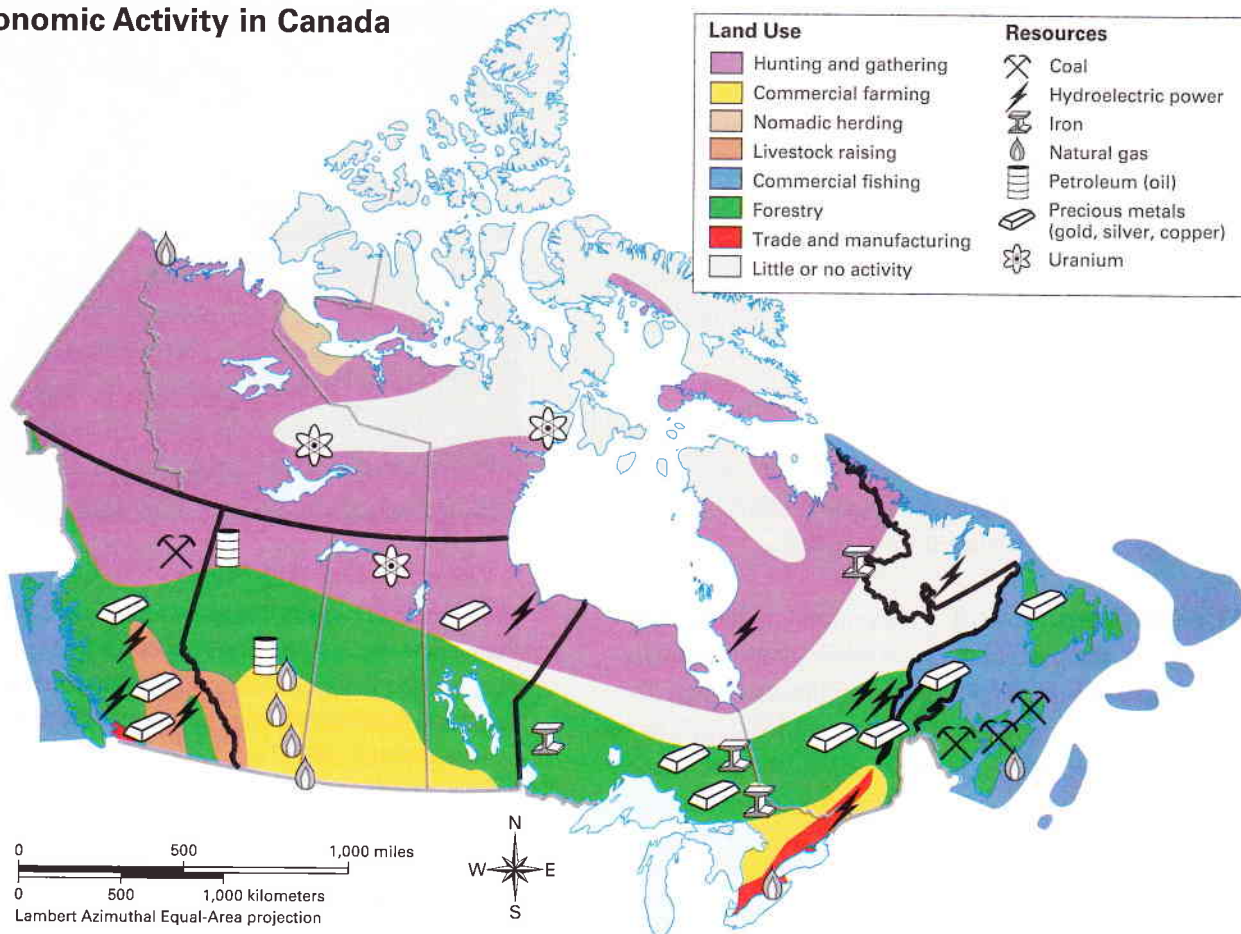 onomic Activity in Canada
Land Use
Hunting and gathering
Commercial farming
Nomadic herding
Livestock raising
Commercial fishing
Forestry
Trade and manufacturing
Little or no activity
Resources
Coal
Hydroelectric power
Iron
Natural gas
Petroleum (oil)
Precious metals
(gold, silver, copper)
Uranium
0 500 1,000 miles
0 500 1,000 kilometers
Lambert Azimuthal Equal-Area projection
N
W E
S